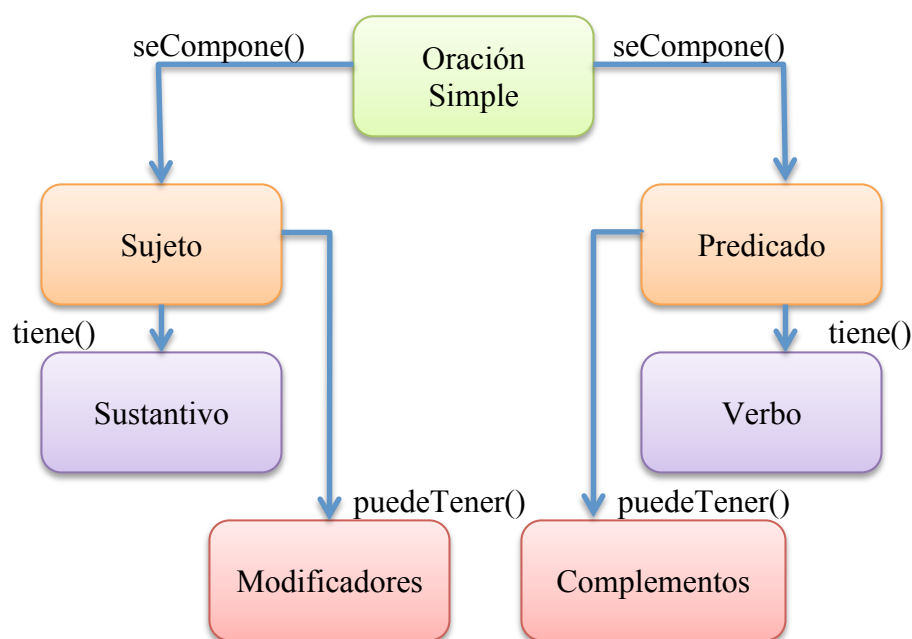 seCompone()
Oración
Simple
seCompone()
Sujeto
Predicado
tiene()
tiene()
Sustantivo
Verbo
puedeTener()
puedeTener()
Modificadores
Complementos